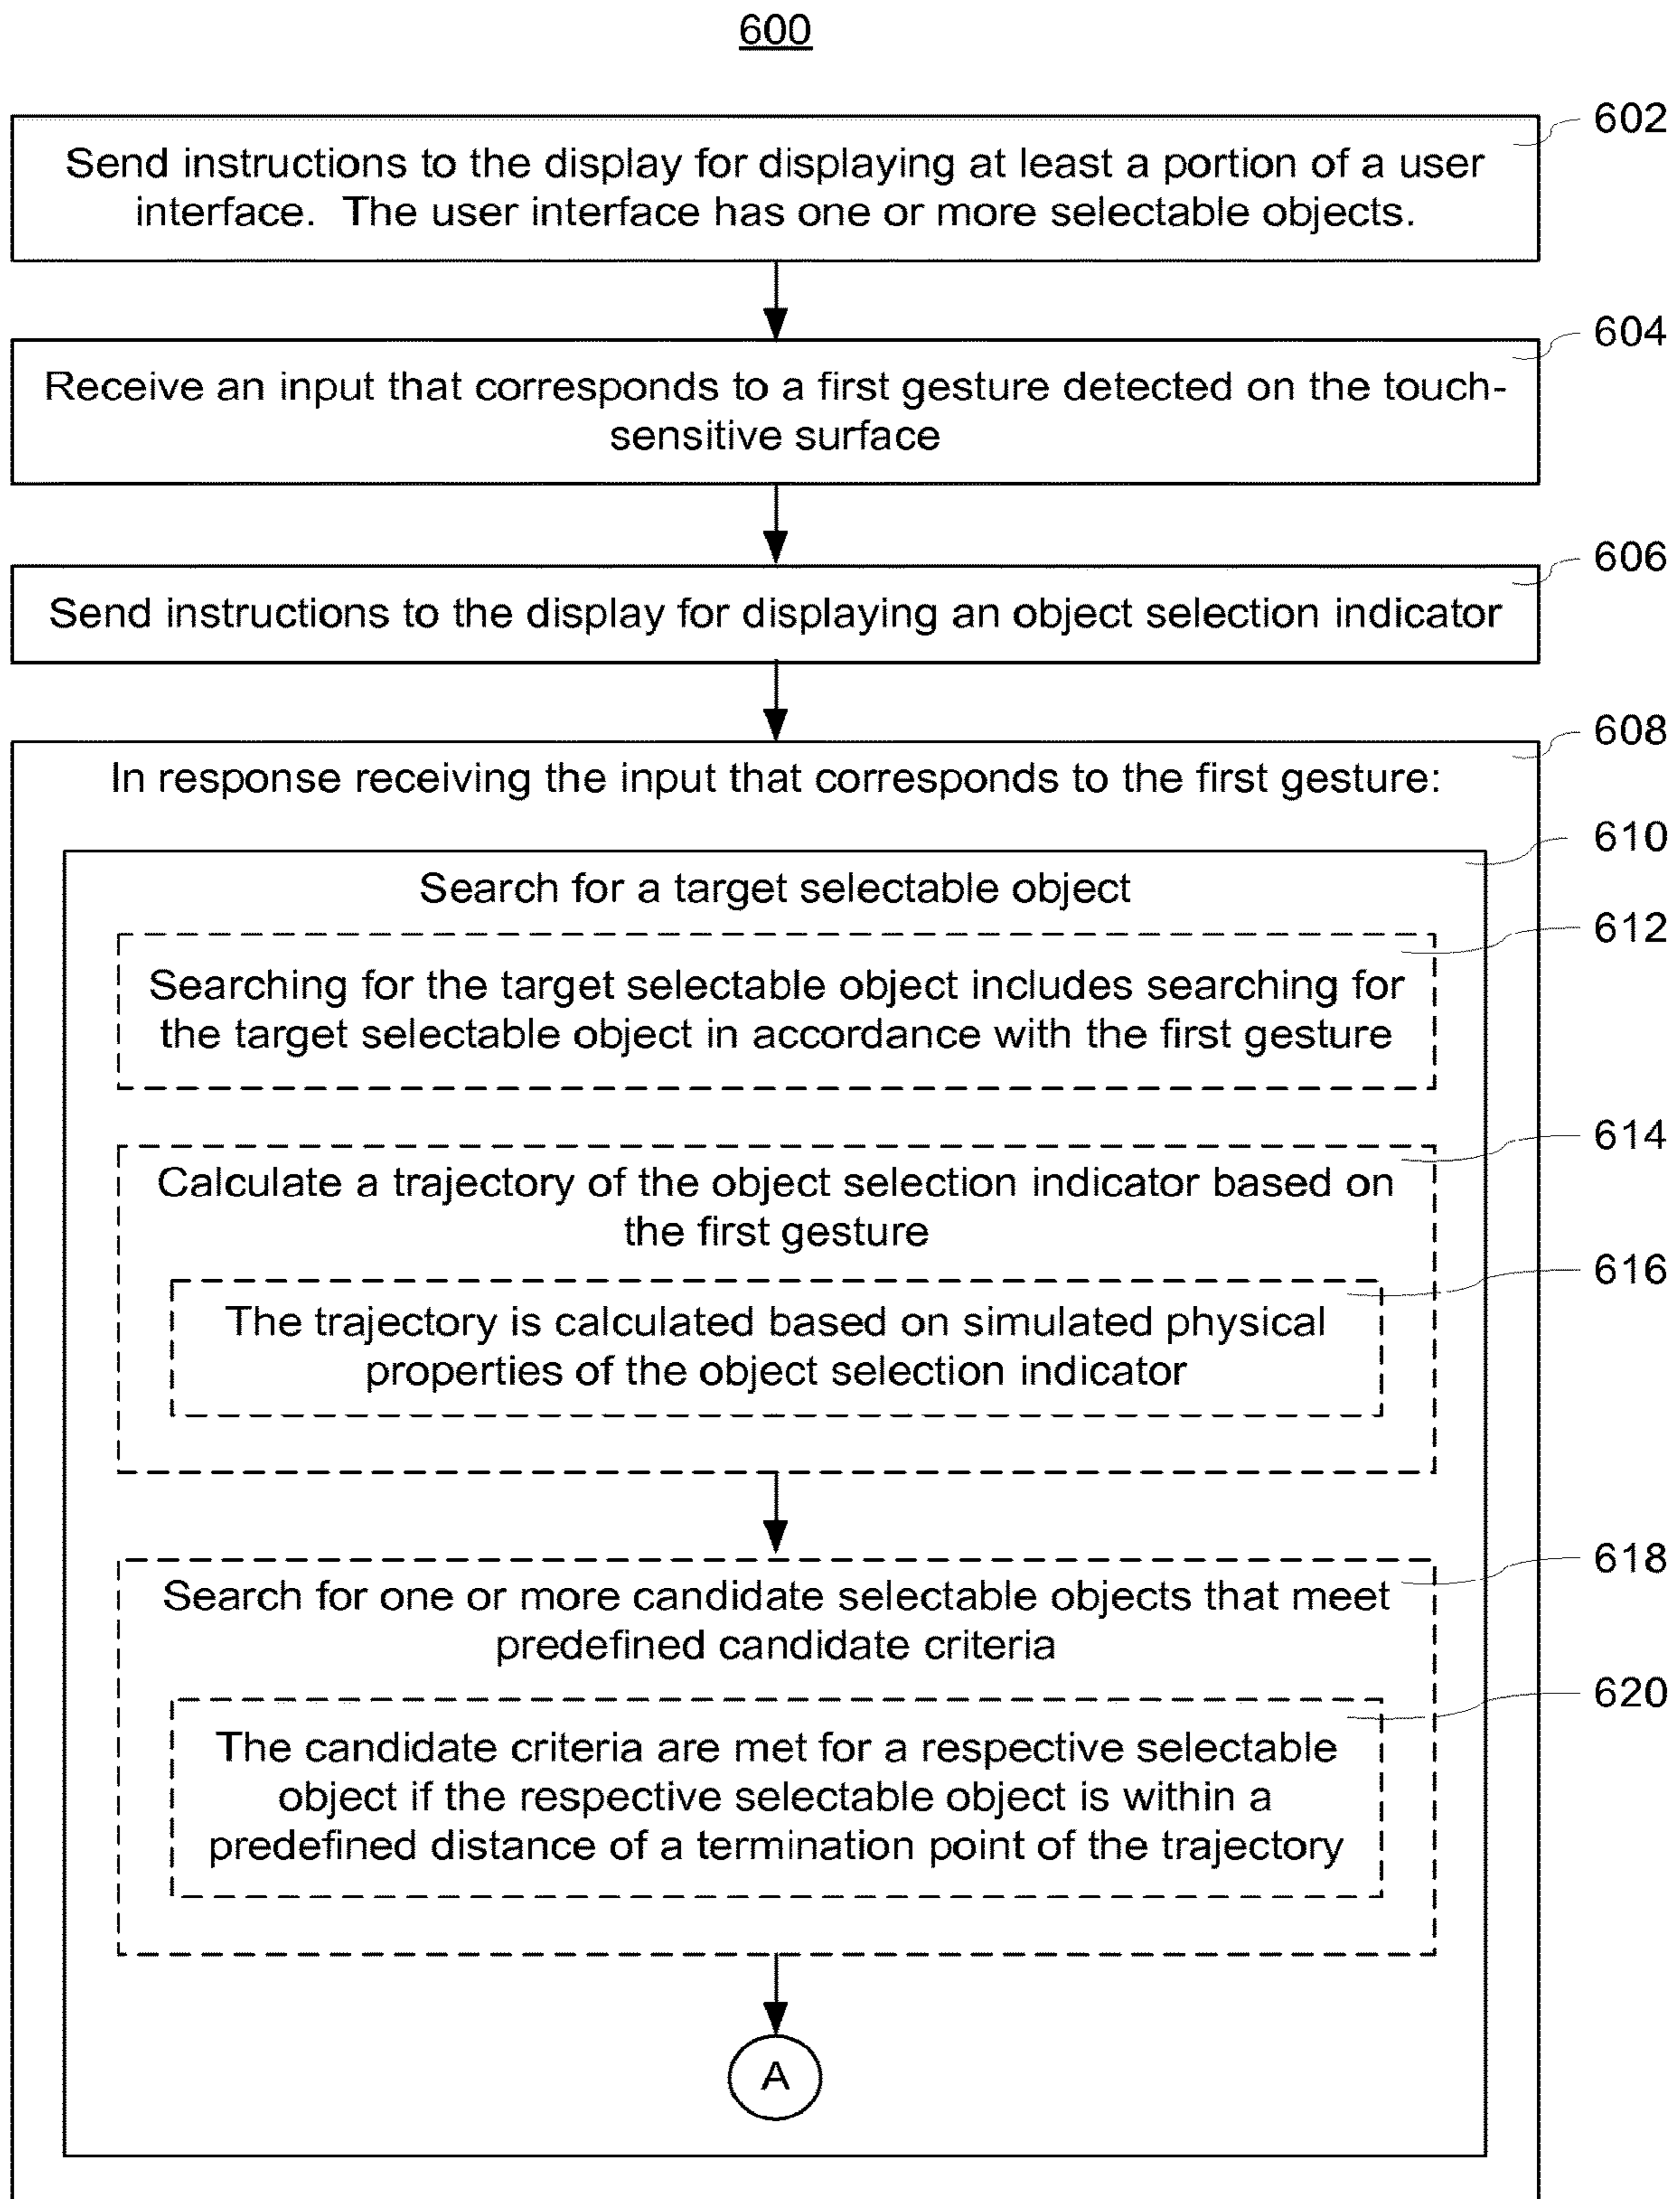 600
602
Send instructions to the display for displaying at least a portion of a user
interface.  The user interface has one or more selectable objects.
604
Receive an input that corresponds to a first gesture detected on the touch-
sensitive surface
606
Send instructions to the display for displaying an object selection indicator
608
In response receiving the input that corresponds to the first gesture:
610
Search for a target selectable object
612
Searching for the target selectable object includes searching for
the target selectable object in accordance with the first gesture
614
Calculate a trajectory of the object selection indicator based on
the first gesture
616
The trajectory is calculated based on simulated physical
properties of the object selection indicator
618
Search for one or more candidate selectable objects that meet
predefined candidate criteria
620
The candidate criteria are met for a respective selectable
object if the respective selectable object is within a
predefined distance of a termination point of the trajectory
A